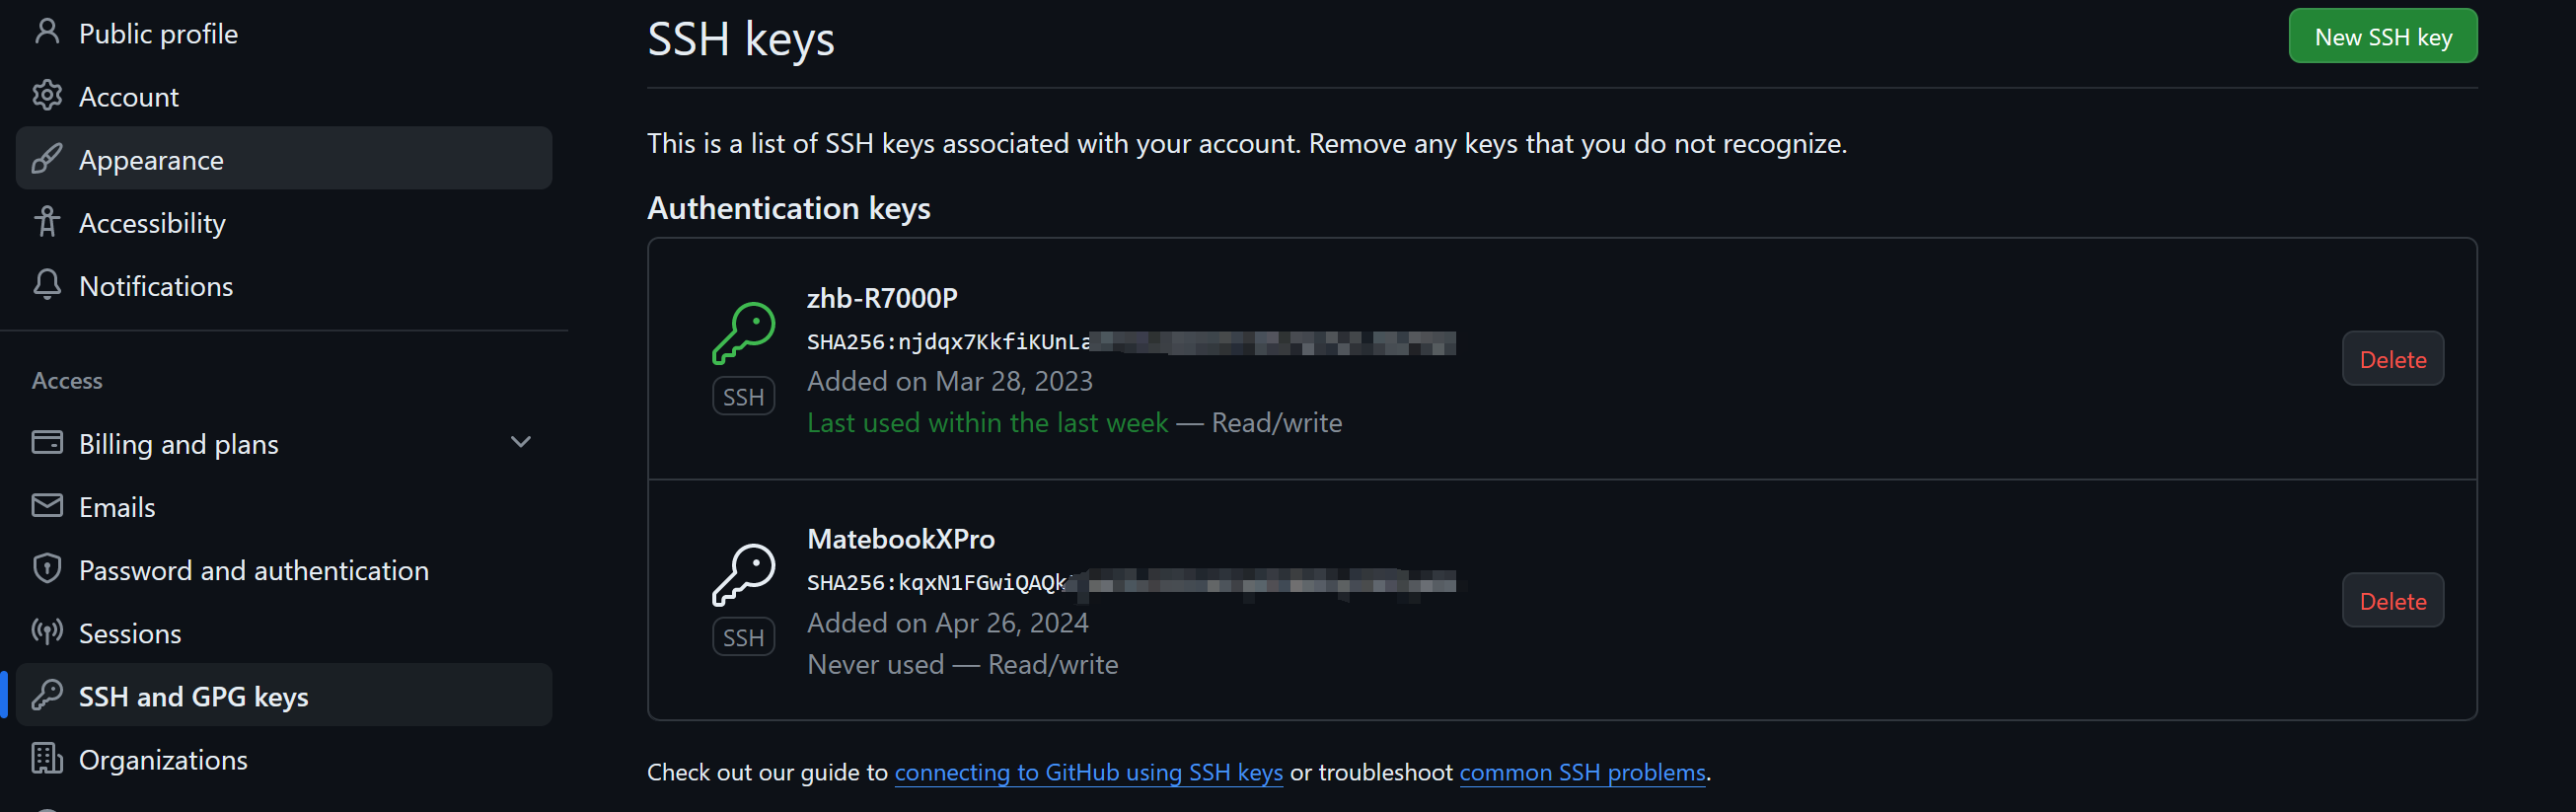 Public profile
Account
Appearance
Accessibility
Notifications
Access
Billing and plans
Emails
Password and authentication
Sessions
SSH and GPG keys
Organizations
SSH keys
New SSH key
This is a list of SSH keys associated with your account. Remove any keys that you do not recognize.
Authentication keys
zhb-R7000P
SHA256:njdqx7KkfiKUnLa
Added on Mar 28, 2023
Last used within the last week — Read/write
SSH
Delete
MatebookXPro
SHA256:kqxN1FGwiQAQk
Added on Apr 26, 2024
Never used — Read/write
SSH
Delete
Check out our guide to connecting to GitHub using SSH keys or troubleshoot common SSH problems.